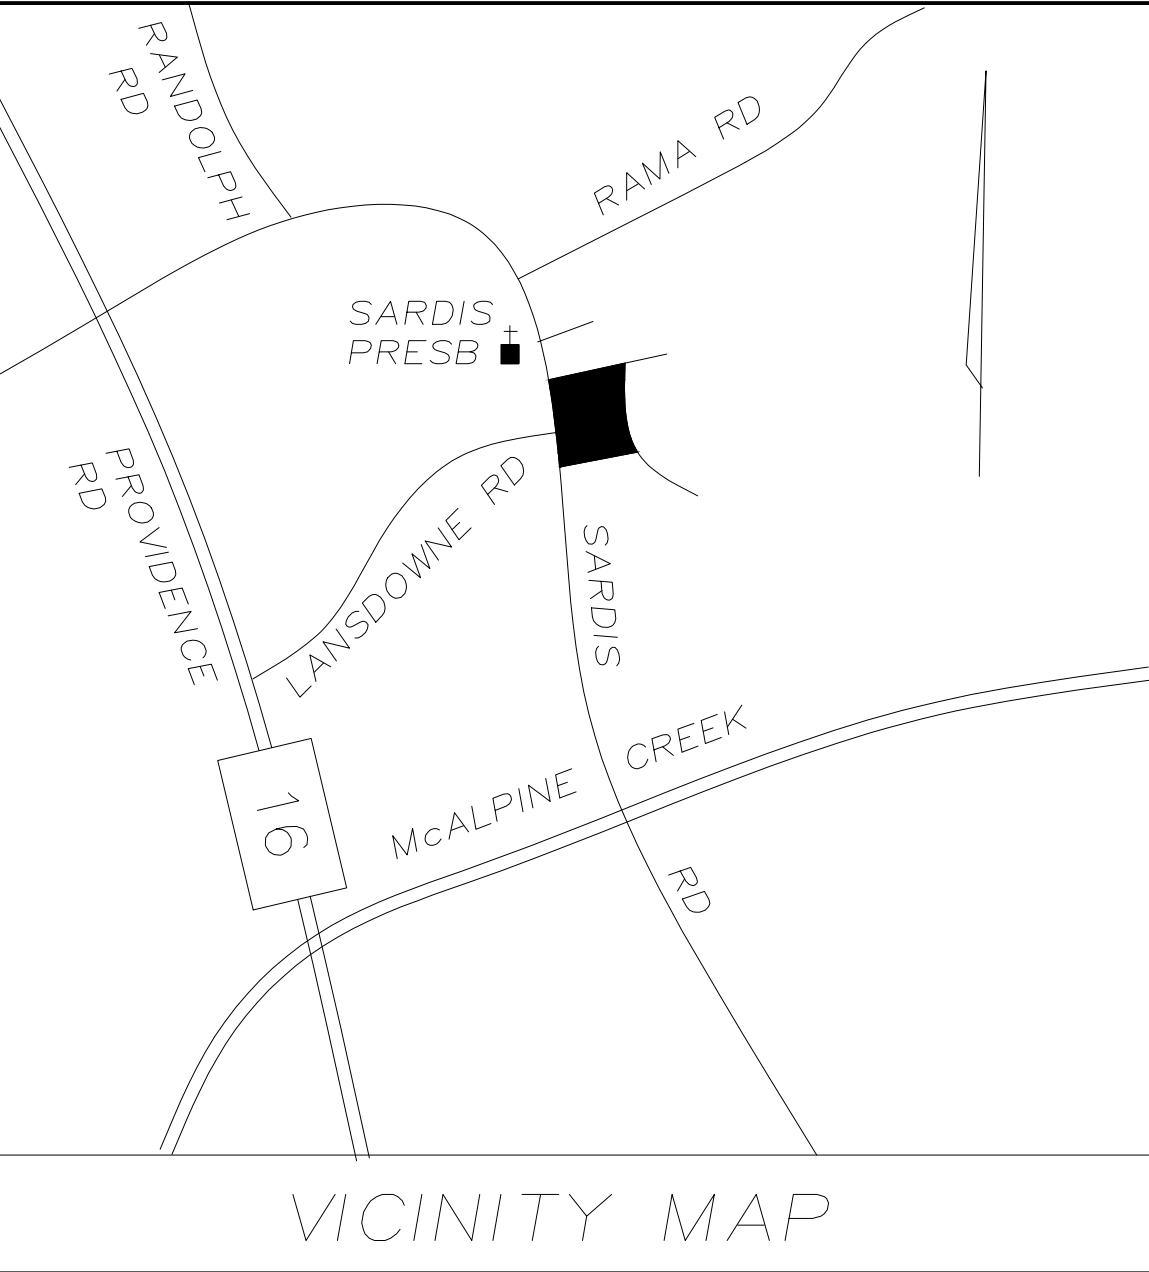 RANDOLPH
RD
RAMA RD
SARDIS
PRESB
PROVIDENCE
RD
LANSDOWNE RD
SARDIS
RD
McALPINE CREEK
16
VICINITY MAP